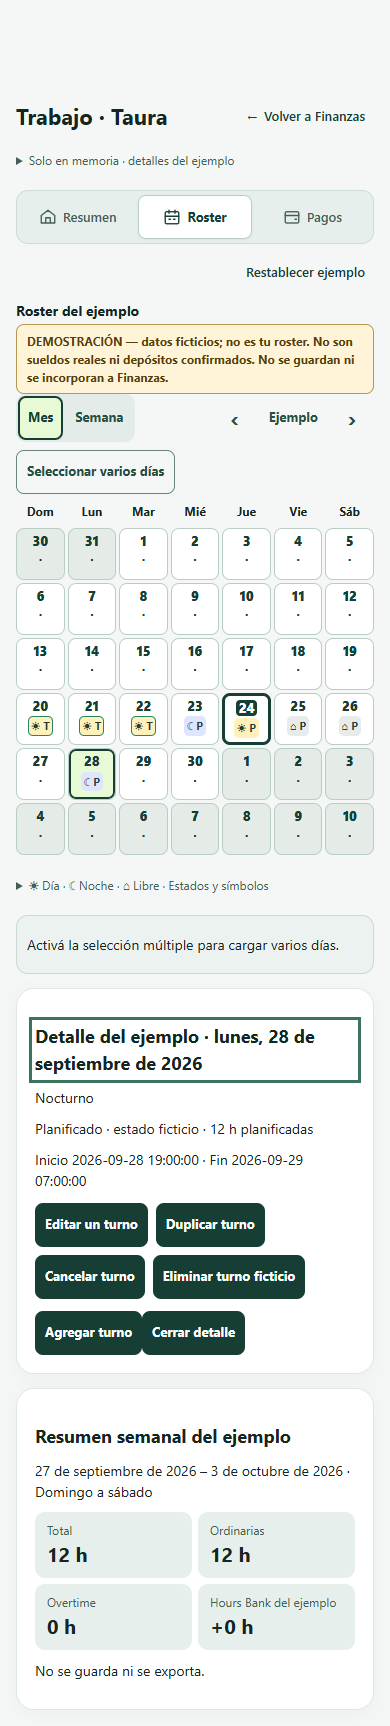 Trabajo · Taura
← Volver a Finanzas
▶ Solo en memoria · detalles del ejemplo
Resumen
Roster
Pagos
Restablecer ejemplo
Roster del ejemplo
DEMOSTRACIÓN — datos ficticios; no es tu roster. No son
sueldos reales ni depósitos confirmados. No se guardan ni
se incorporan a Finanzas.
Mes Semana ‹ Ejemplo ›
Seleccionar varios días
Dom Lun Mar Mié Jue Vie Sáb
30 31 1 2 3 4 5
· · · · · · ·
6 7 8 9 10 11 12
· · · · · · ·
13 14 15 16 17 18 19
· · · · · · ·
20 21 22 23 24 25 26
☀ T ☀ T ☀ T ☾ P ☀ P ⌂ P ⌂ P
27 28 29 30 1 2 3
· ☾ P · · · · ·
4 5 6 7 8 9 10
· · · · · · ·
▶ ☀ Día · ☾ Noche · ⌂ Libre · Estados y símbolos
Activá la selección múltiple para cargar varios días.
Detalle del ejemplo · lunes, 28 de
septiembre de 2026
Nocturno
Planificado · estado ficticio · 12 h planificadas
Inicio 2026-09-28 19:00:00 · Fin 2026-09-29
07:00:00
Editar un turno
Duplicar turno
Cancelar turno
Eliminar turno ficticio
Agregar turno
Cerrar detalle
Resumen semanal del ejemplo
27 de septiembre de 2026 – 3 de octubre de 2026 ·
Domingo a sábado
Total
12 h
Ordinarias
12 h
Overtime
0 h
Hours Bank del ejemplo
+0 h
No se guarda ni se exporta.